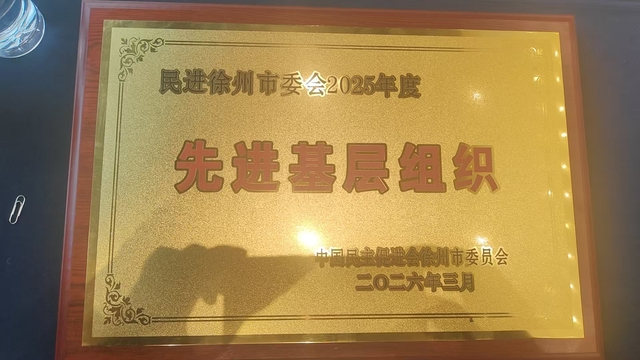 民进徐州市委会2025年度
先进基层组织
中国民主促进会徐州市委员会
二〇二六年三月